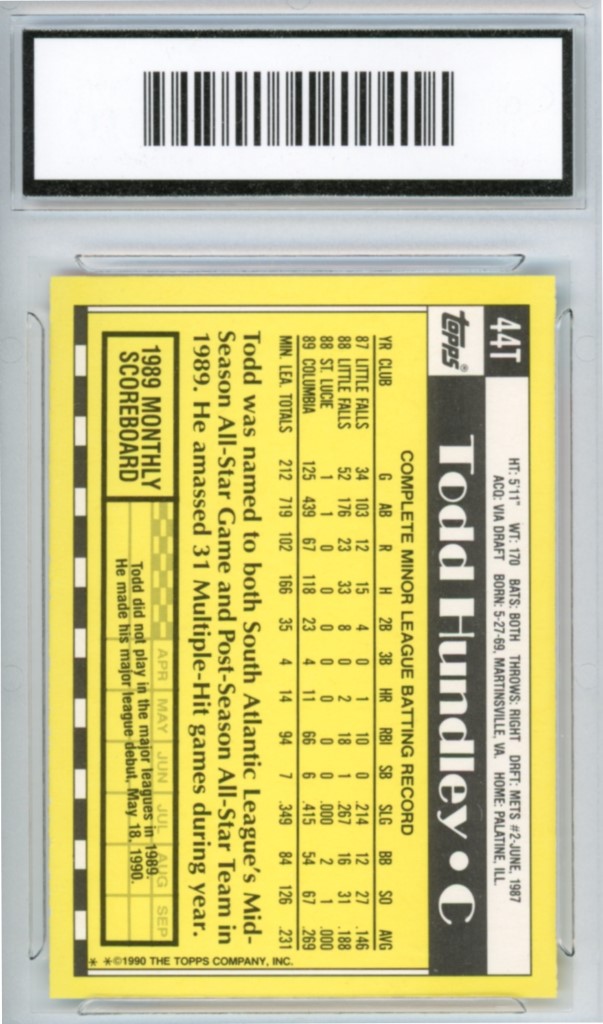 44T
HT: 5'11" WT: 170 BATS: BOTH THROWS: RIGHT DRFT: METS #2-JUNE, 1987
ACQ: VIA DRAFT BORN: 5-27-69, MARTINSVILLE, VA. HOME: PALATINE, ILL.
Topps®
Todd Hundley • C
COMPLETE MINOR LEAGUE BATTING RECORD
YR CLUB G AB R H 2B 3B HR RBI SB SLG BB SO AVG
87 LITTLE FALLS 34 103 12 15 4 0 1 10 0 .214 12 27 .146
88 LITTLE FALLS 52 176 23 33 8 0 2 18 1 .267 16 31 .188
88 ST. LUCIE 1 1 0 0 0 0 0 0 0 .000 2 1 .000
89 COLUMBIA 125 439 67 118 23 4 11 66 6 .415 54 67 .269
MIN. LEA. TOTALS 212 719 102 166 35 4 14 94 7 .349 84 126 .231
Todd was named to both South Atlantic League's Mid-
Season All-Star Game and Post-Season All-Star Team in
1989. He amassed 31 Multiple-Hit games during year.
1989 MONTHLY
SCOREBOARD
APR MAY JUN JUL AUG SEP
Todd did not play in the major leagues in 1989.
He made his major league debut, May 18, 1990.
* *©1990 THE TOPPS COMPANY, INC.